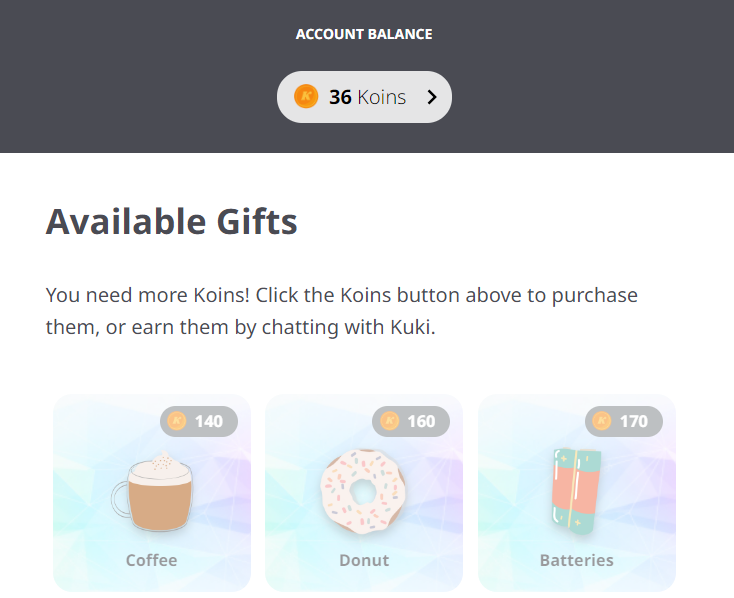 ACCOUNT BALANCE
36 Koins
Available Gifts
You need more Koins! Click the Koins button above to purchase
them, or earn them by chatting with Kuki.
140
160
170
Coffee
Donut
Batteries